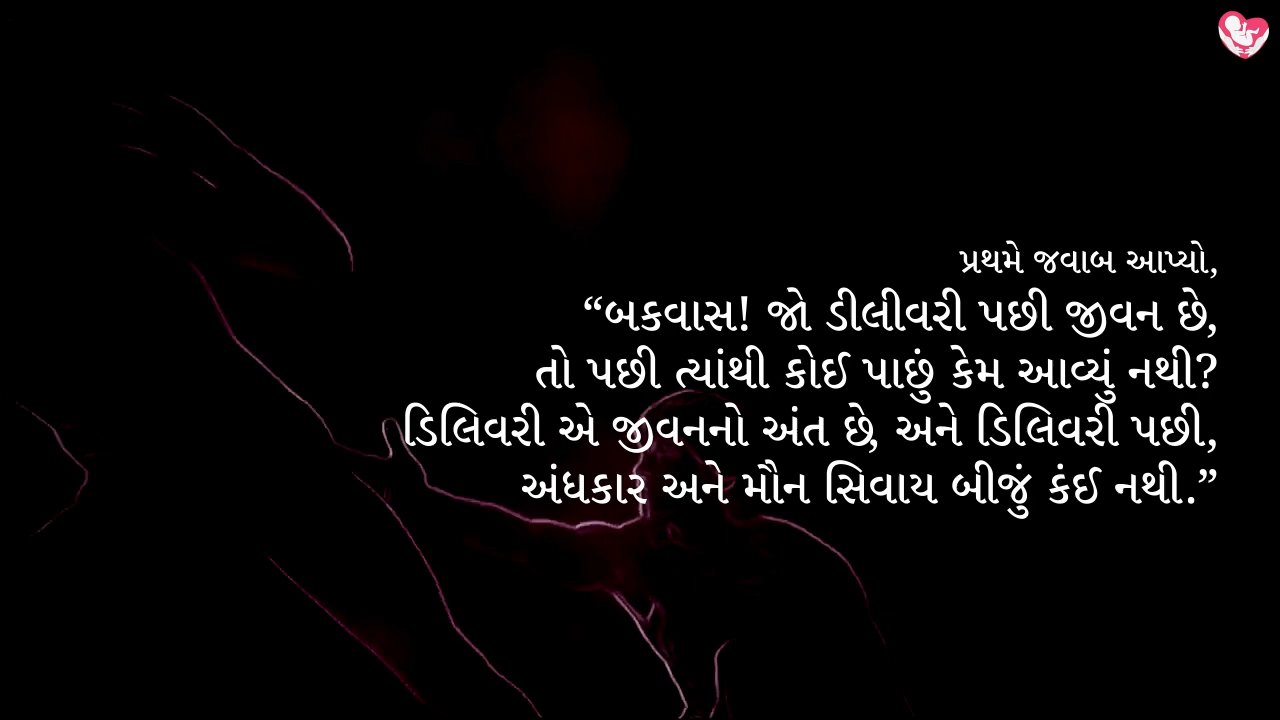 પ્રથમે જવાબ આપ્યો,
“બકવાસ! જો ડીલીવરી પછી જીવન છે,
તો પછી ત્યાંથી કોઈ પાછું કેમ આવ્યું નથી?
ડિલિવરી એ જીવનનો અંત છે, અને ડિલિવરી પછી,
અંધકાર અને મૌન સિવાય બીજું કંઈ નથી.”